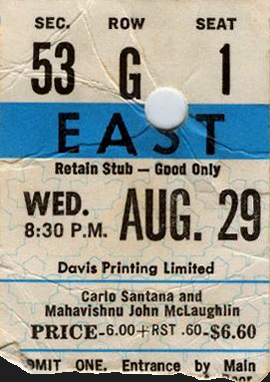 SEC. ROW SEAT
53 G 1
EAST
Retain Stub — Good Only
WED. AUG. 29
8:30 P.M.
Davis Printing Limited
Carlo Santana and
Mahavishnu John McLaughlin
PRICE-6.00+RST .60-$6.60
DMIT ONE. Entrance by Main